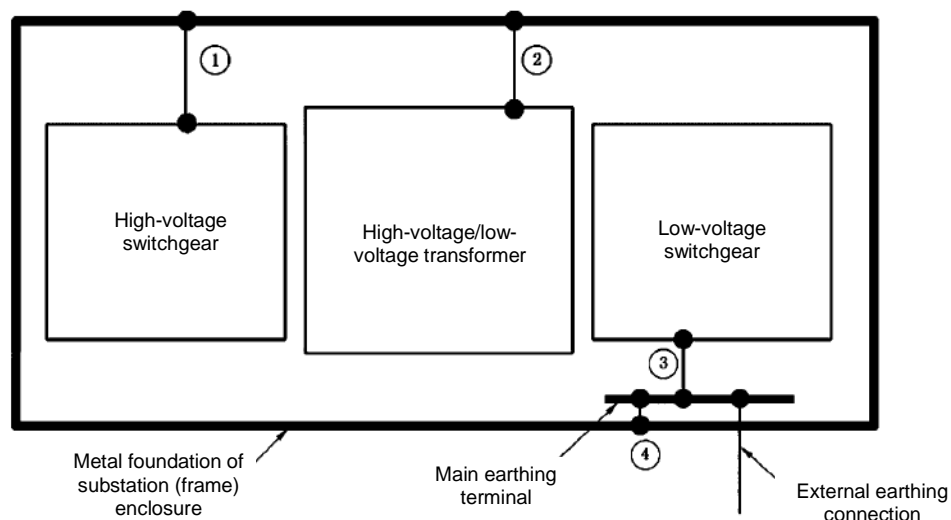 1
2
High-voltage
switchgear
High-voltage/low-
voltage transformer
Low-voltage
switchgear
3
4
Metal foundation of
substation (frame)
enclosure
Main earthing
terminal
External earthing
connection